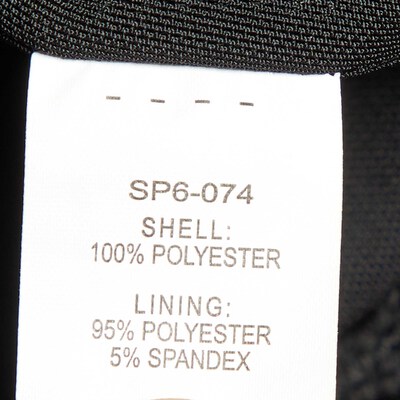 - - - -
SP6-074
SHELL:
100% POLYESTER
LINING:
95% POLYESTER
5% SPANDEX